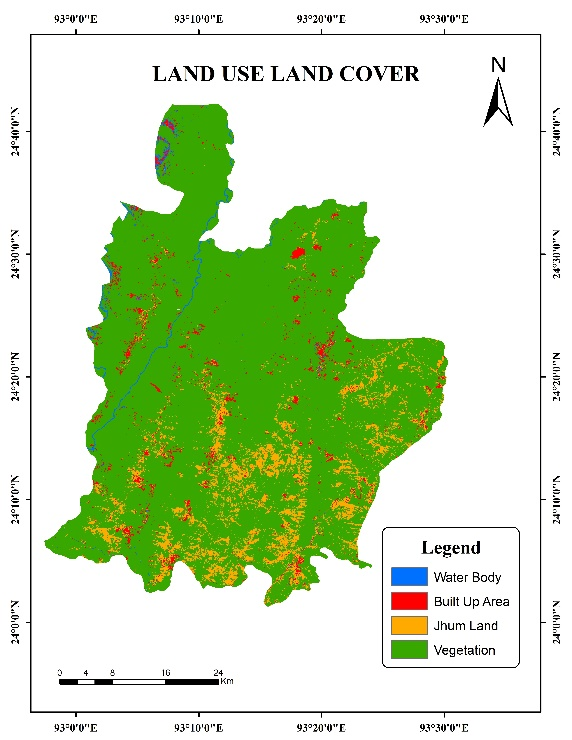 93°0'0"E 93°10'0"E 93°20'0"E 93°30'0"E
LAND USE LAND COVER
N
24°40'0"N 24°40'0"N
24°30'0"N 24°30'0"N
24°20'0"N 24°20'0"N
24°10'0"N 24°10'0"N
24°0'0"N 24°0'0"N
Legend
Water Body
Built Up Area
Jhum Land
Vegetation
0 4 8 16 24
Km
93°0'0"E 93°10'0"E 93°20'0"E 93°30'0"E